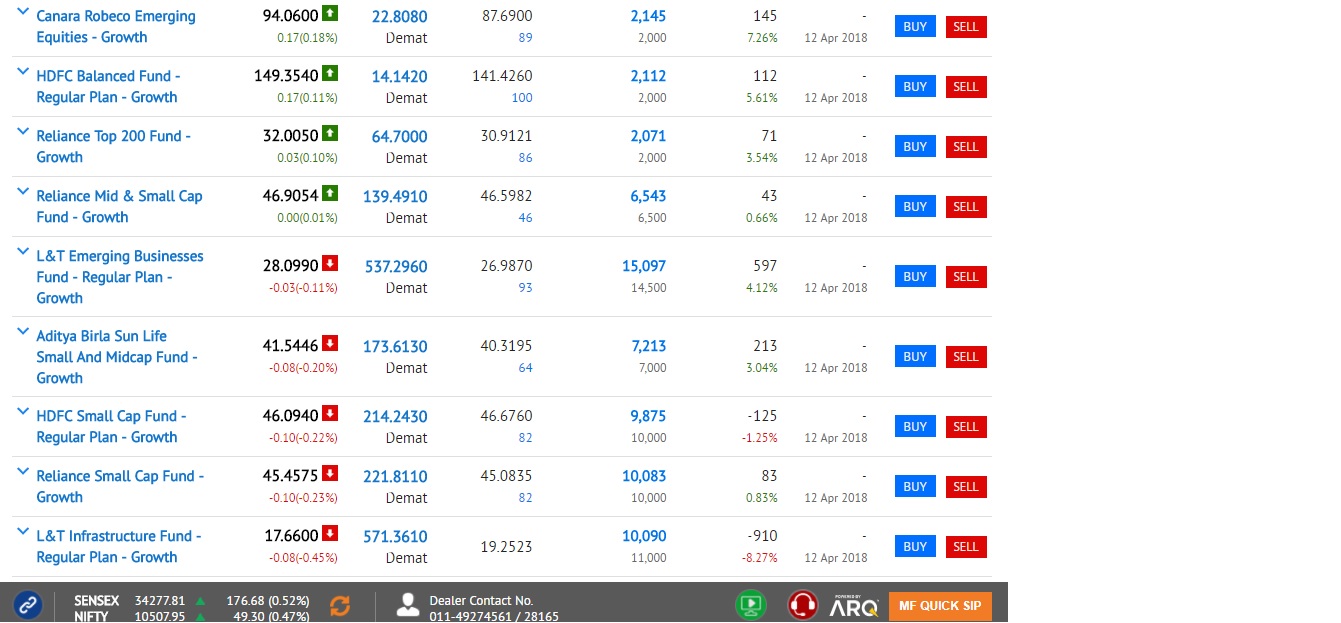 Canara Robeco Emerging 94.0600 22.8080 87.6900 2,145 145 - BUY SELL
Equities - Growth 0.17(0.18%) Demat 89 2,000 7.26% 12 Apr 2018
HDFC Balanced Fund - 149.3540 14.1420 141.4260 2,112 112 - BUY SELL
Regular Plan - Growth 0.17(0.11%) Demat 100 2,000 5.61% 12 Apr 2018
Reliance Top 200 Fund - 32.0050 64.7000 30.9121 2,071 71 - BUY SELL
Growth 0.03(0.10%) Demat 86 2,000 3.54% 12 Apr 2018
Reliance Mid & Small Cap 46.9054 139.4910 46.5982 6,543 43 - BUY SELL
Fund - Growth 0.00(0.01%) Demat 46 6,500 0.66% 12 Apr 2018
L&T Emerging Businesses
Fund - Regular Plan - 28.0990 537.2960 26.9870 15,097 597 - BUY SELL
Growth -0.03(-0.11%) Demat 93 14,500 4.12% 12 Apr 2018
Aditya Birla Sun Life
Small And Midcap Fund - 41.5446 173.6130 40.3195 7,213 213 - BUY SELL
Growth -0.08(-0.20%) Demat 64 7,000 3.04% 12 Apr 2018
HDFC Small Cap Fund - 46.0940 214.2430 46.6760 9,875 -125 - BUY SELL
Regular Plan - Growth -0.10(-0.22%) Demat 82 10,000 -1.25% 12 Apr 2018
Reliance Small Cap Fund - 45.4575 221.8110 45.0835 10,083 83 - BUY SELL
Growth -0.10(-0.23%) Demat 82 10,000 0.83% 12 Apr 2018
L&T Infrastructure Fund - 17.6600 571.3610 19.2523 10,090 -910 - BUY SELL
Regular Plan - Growth -0.08(-0.45%) Demat 11,000 -8.27% 12 Apr 2018
SENSEX 34277.81 176.68 (0.52%) Dealer Contact No. POWERED BY ARQ MF QUICK SIP
NIFTY 10507.95 49.30 (0.47%) 011-49274561 / 28165